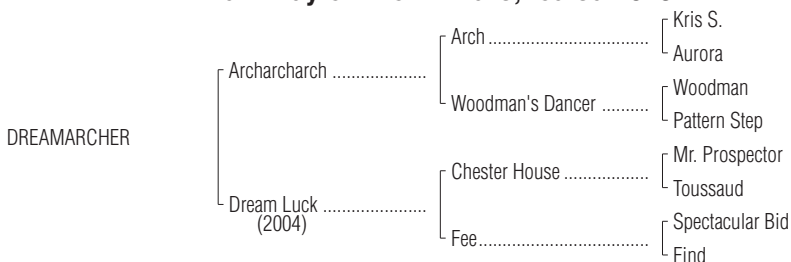 Kris S.
Arch ................................
Aurora
Archarcharch ....................
Woodman
Woodman's Dancer ..........
Pattern Step
DREAMARCHER
Mr. Prospector
Chester House ..................
Toussaud
Dream Luck ......................
(2004)
Spectacular Bid
Fee....................................
Find